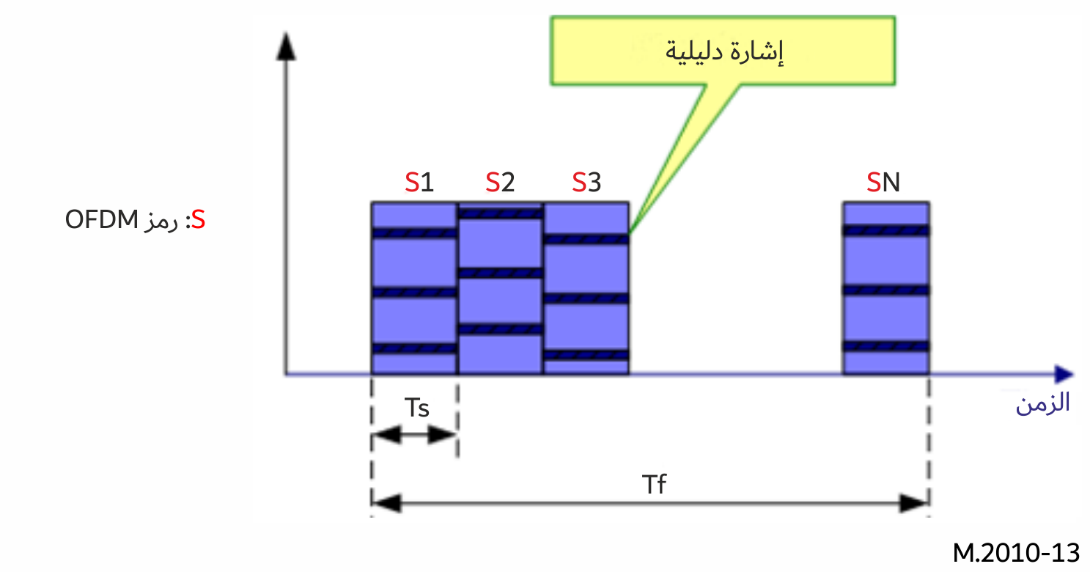 إشارة دليلية
S1 S2 S3 SN
S: رمز OFDM
الزمن
Ts
Tf
M.2010-13